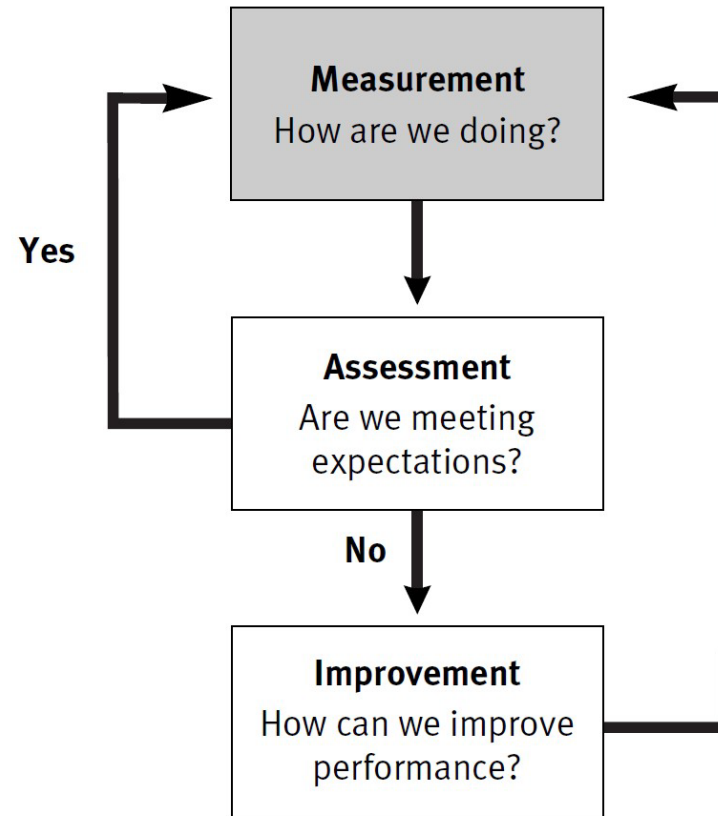 Measurement
How are we doing?
Yes
Assessment
Are we meeting
expectations?
No
Improvement
How can we improve
performance?